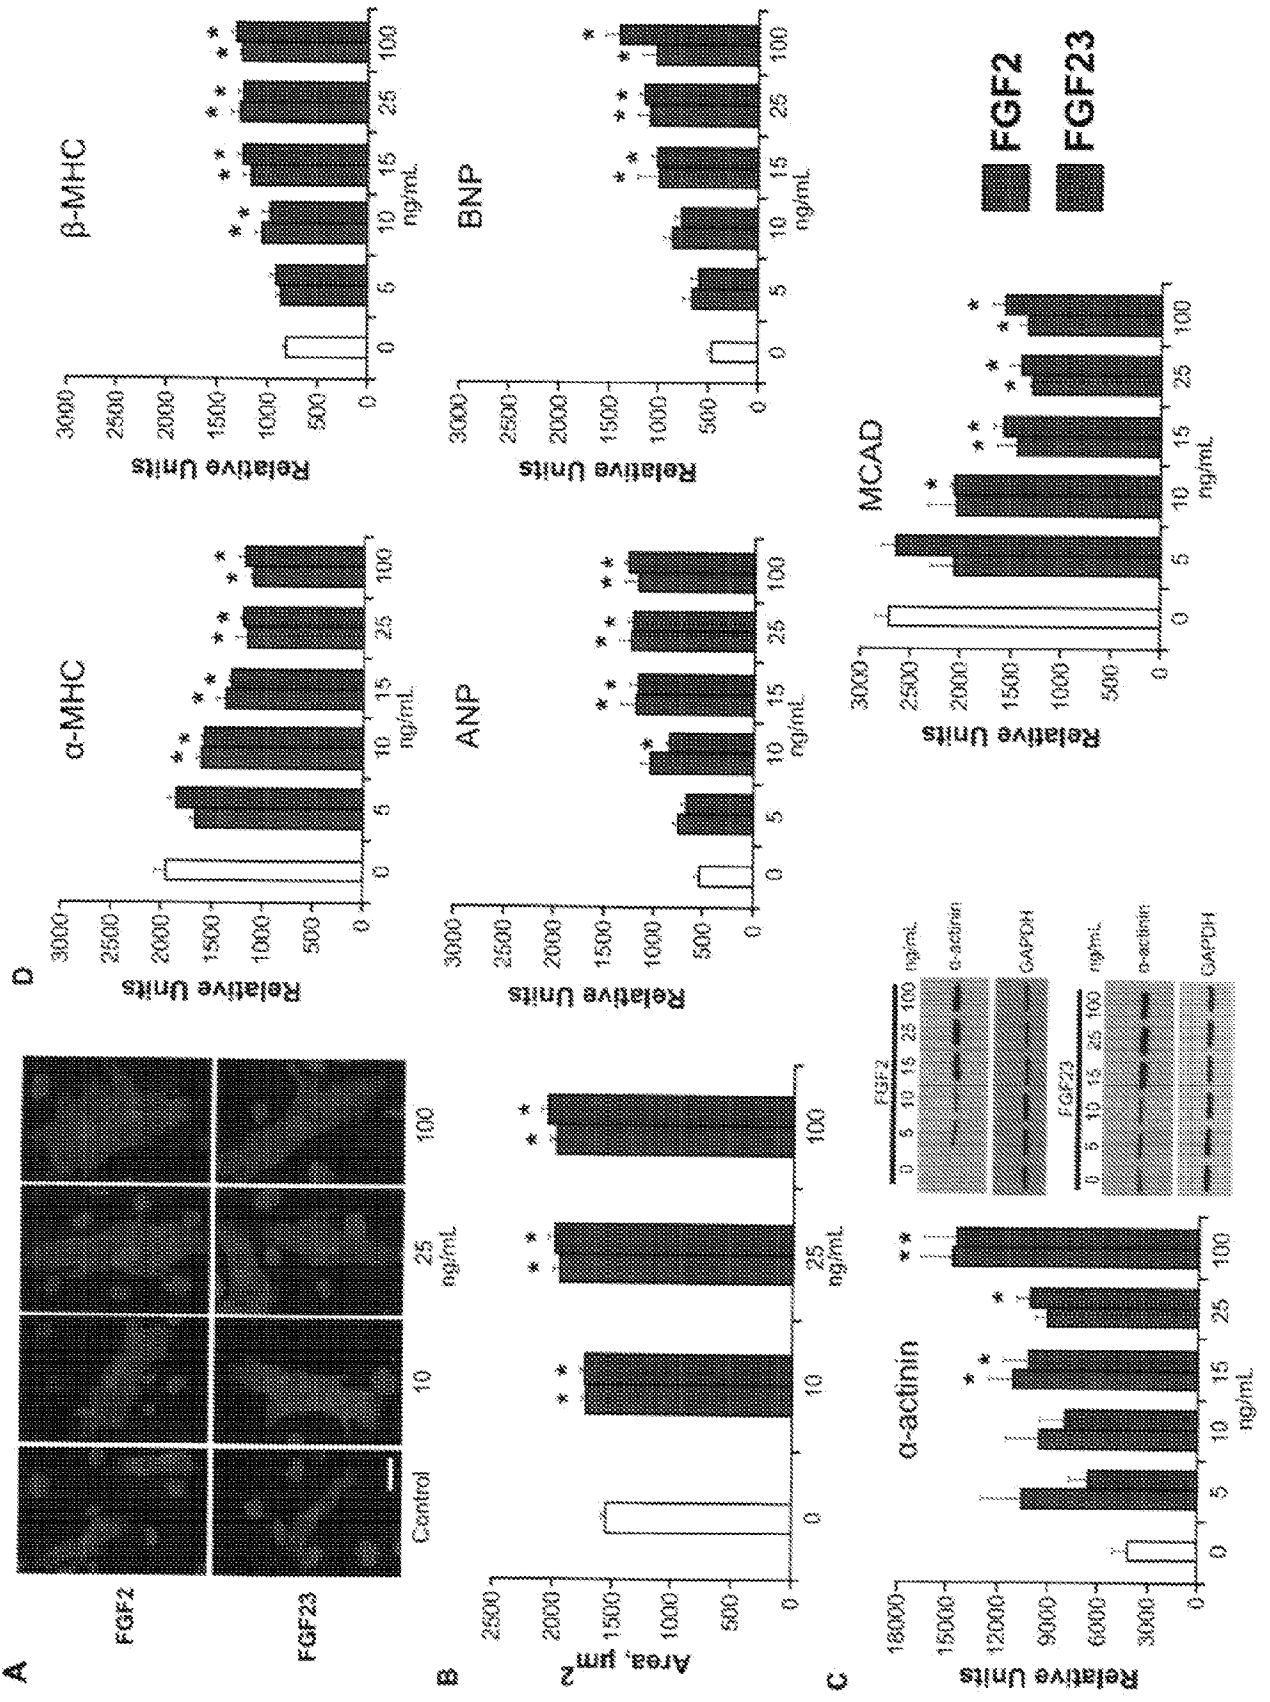 A
FGF2
FGF23
Control 10 25 100
ng/mL
B
Area, µm2
2500
2000
1500
1000
500
0
0 10 25 100
ng/mL
* * * * * *
C
α-actinin
Relative Units
18000
15000
12000
9000
6000
3000
0
0 5 10 15 25 100
ng/mL
* * * * *
FGF2
0 5 10 15 25 100 ng/mL
α-actinin
GAPDH
FGF23
0 5 10 15 25 100 ng/mL
α-actinin
GAPDH
D
α-MHC
Relative Units
3000
2500
2000
1500
1000
500
0
0 5 10 15 25 100
ng/mL
* * * * * * * *
β-MHC
Relative Units
3000
2500
2000
1500
1000
500
0
0 5 10 15 25 100
ng/mL
* * * * * * * *
ANP
Relative Units
3000
2500
2000
1500
1000
500
0
0 5 10 15 25 100
ng/mL
* * * * * * *
BNP
Relative Units
3000
2500
2000
1500
1000
500
0
0 5 10 15 25 100
ng/mL
* * * * * *
MCAD
Relative Units
3000
2500
2000
1500
1000
500
0
0 5 10 15 25 100
ng/mL
* * * * * * *
FGF2
FGF23